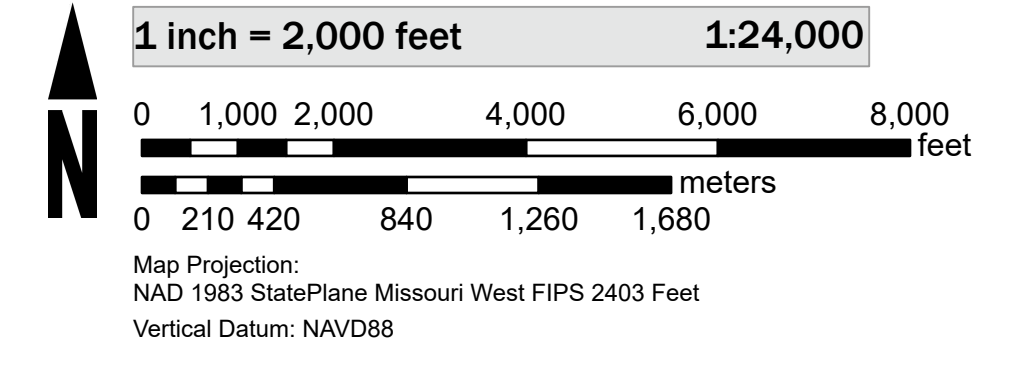 1 inch = 2,000 feet 1:24,000
0 1,000 2,000 4,000 6,000 8,000
feet
meters
0 210 420 840 1,260 1,680
N
Map Projection:
NAD 1983 StatePlane Missouri West FIPS 2403 Feet
Vertical Datum: NAVD88